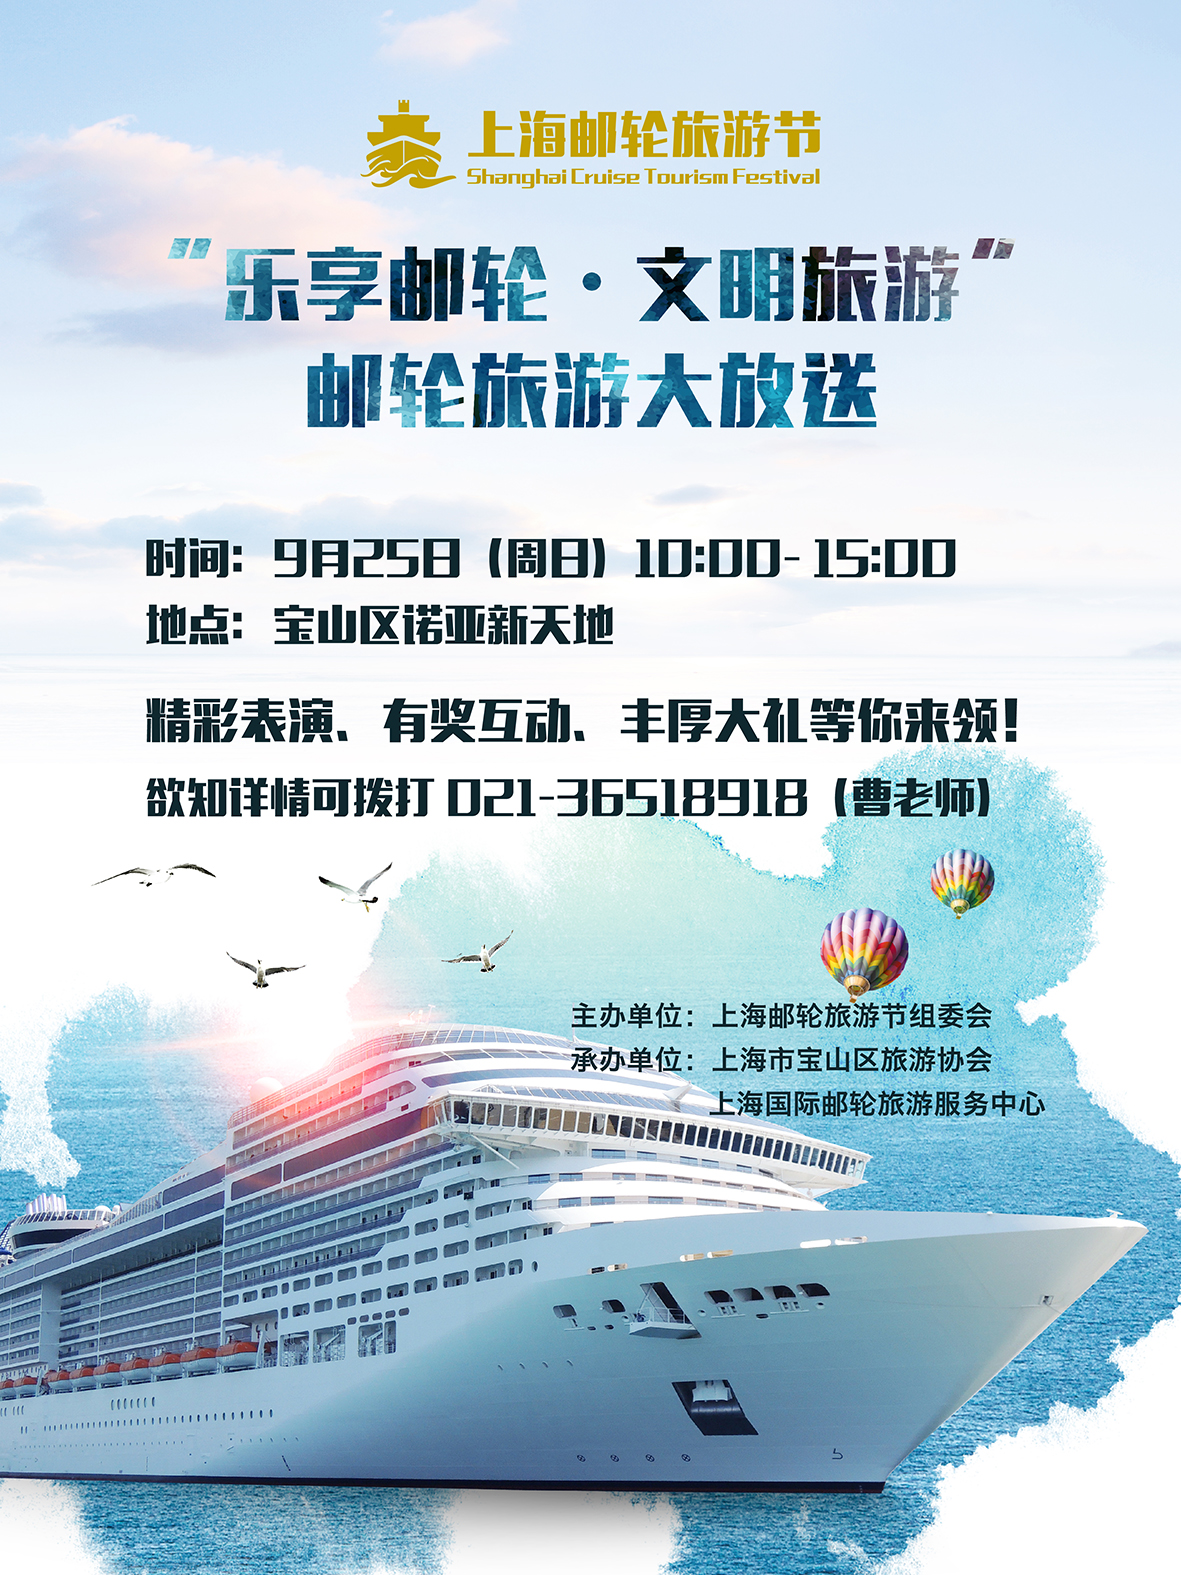 上海邮轮旅游节
Shanghai Cruise Tourism Festival
“乐享邮轮·文明旅游”
邮轮旅游大放送
时间：9月25日（周日）10:00- 15:00
地点：宝山区诺亚新天地
精彩表演、有奖互动、丰厚大礼等你来领！
欲知详情可拨打 021-36518918（曹老师）
主办单位：上海邮轮旅游节组委会
承办单位：上海市宝山区旅游协会
上海国际邮轮旅游服务中心